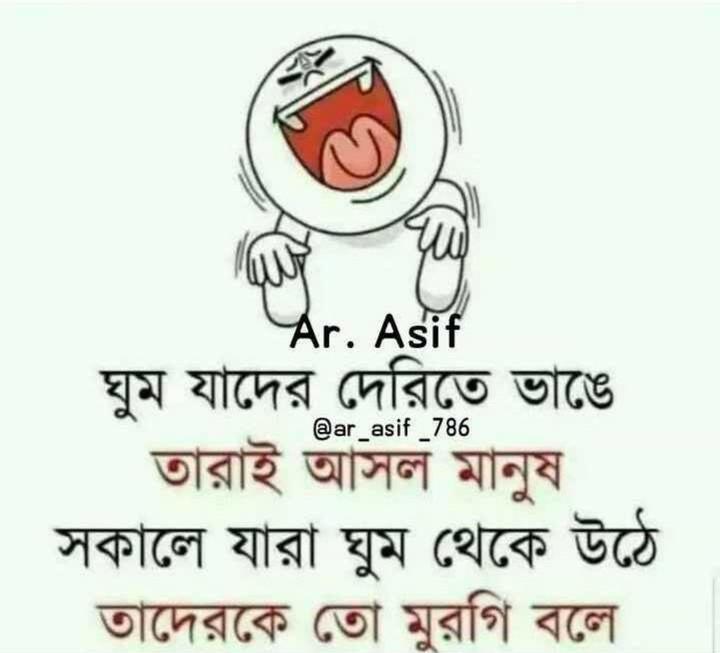 Ar. Asif
ঘুম যাদের দেরিতে ভাঙে
@ar_asif _786
তারাই আসল মানুষ
সকালে যারা ঘুম থেকে উঠে
তাদেরকে তো মুরগি বলে